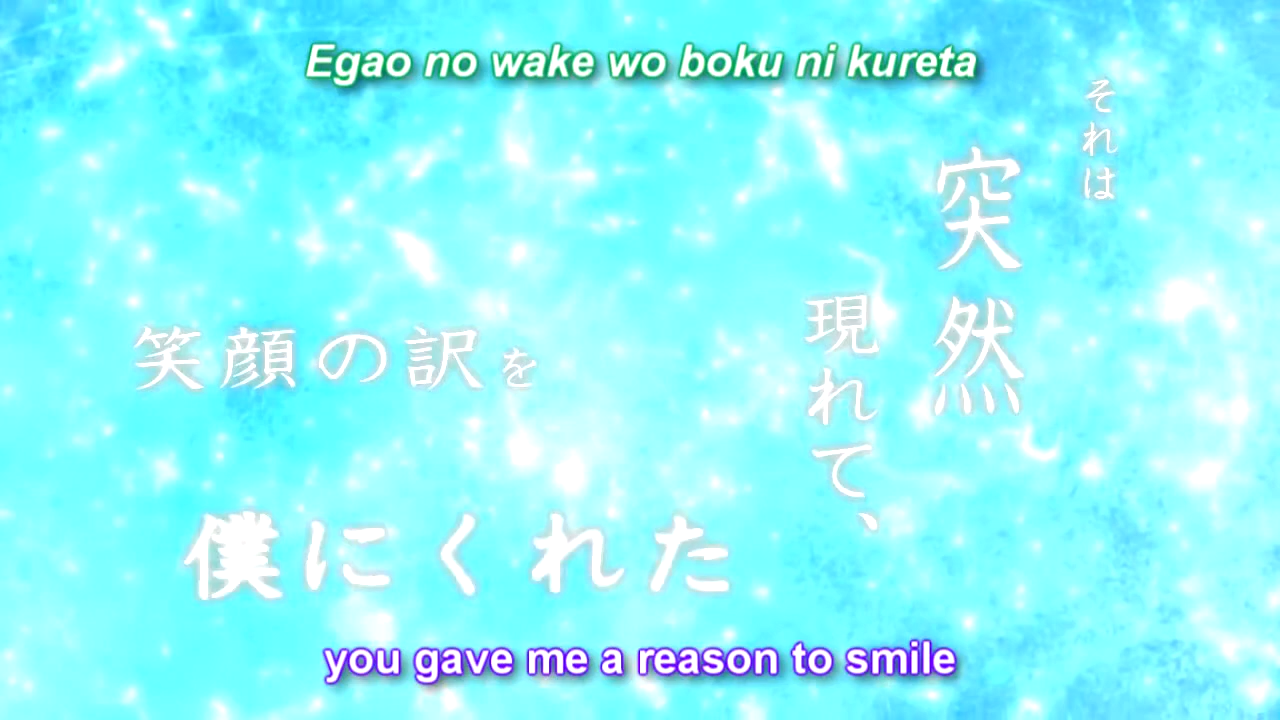 Egao no wake wo boku ni kureta
それは
突然
現れて、
笑顔の訳を
僕にくれた
you gave me a reason to smile